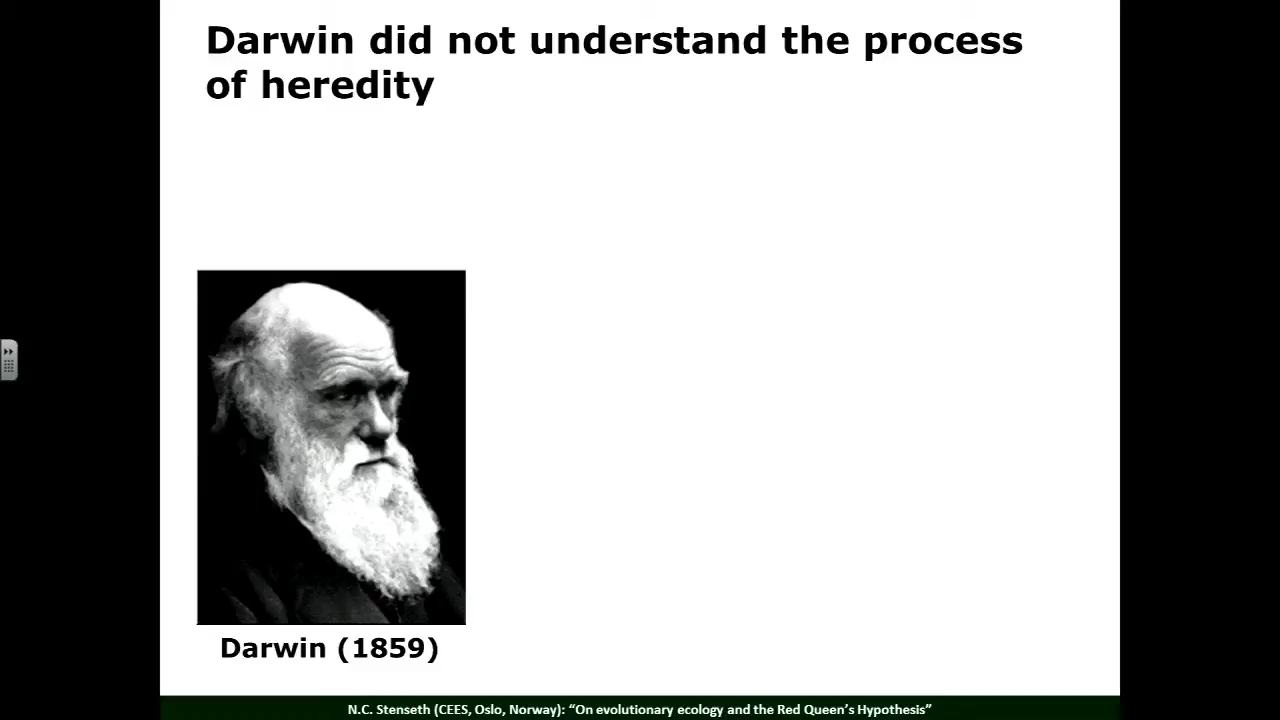 Darwin did not understand the process
of heredity
Darwin (1859)
N.C. Stenseth (CEES, Oslo, Norway): “On evolutionary ecology and the Red Queen’s Hypothesis”